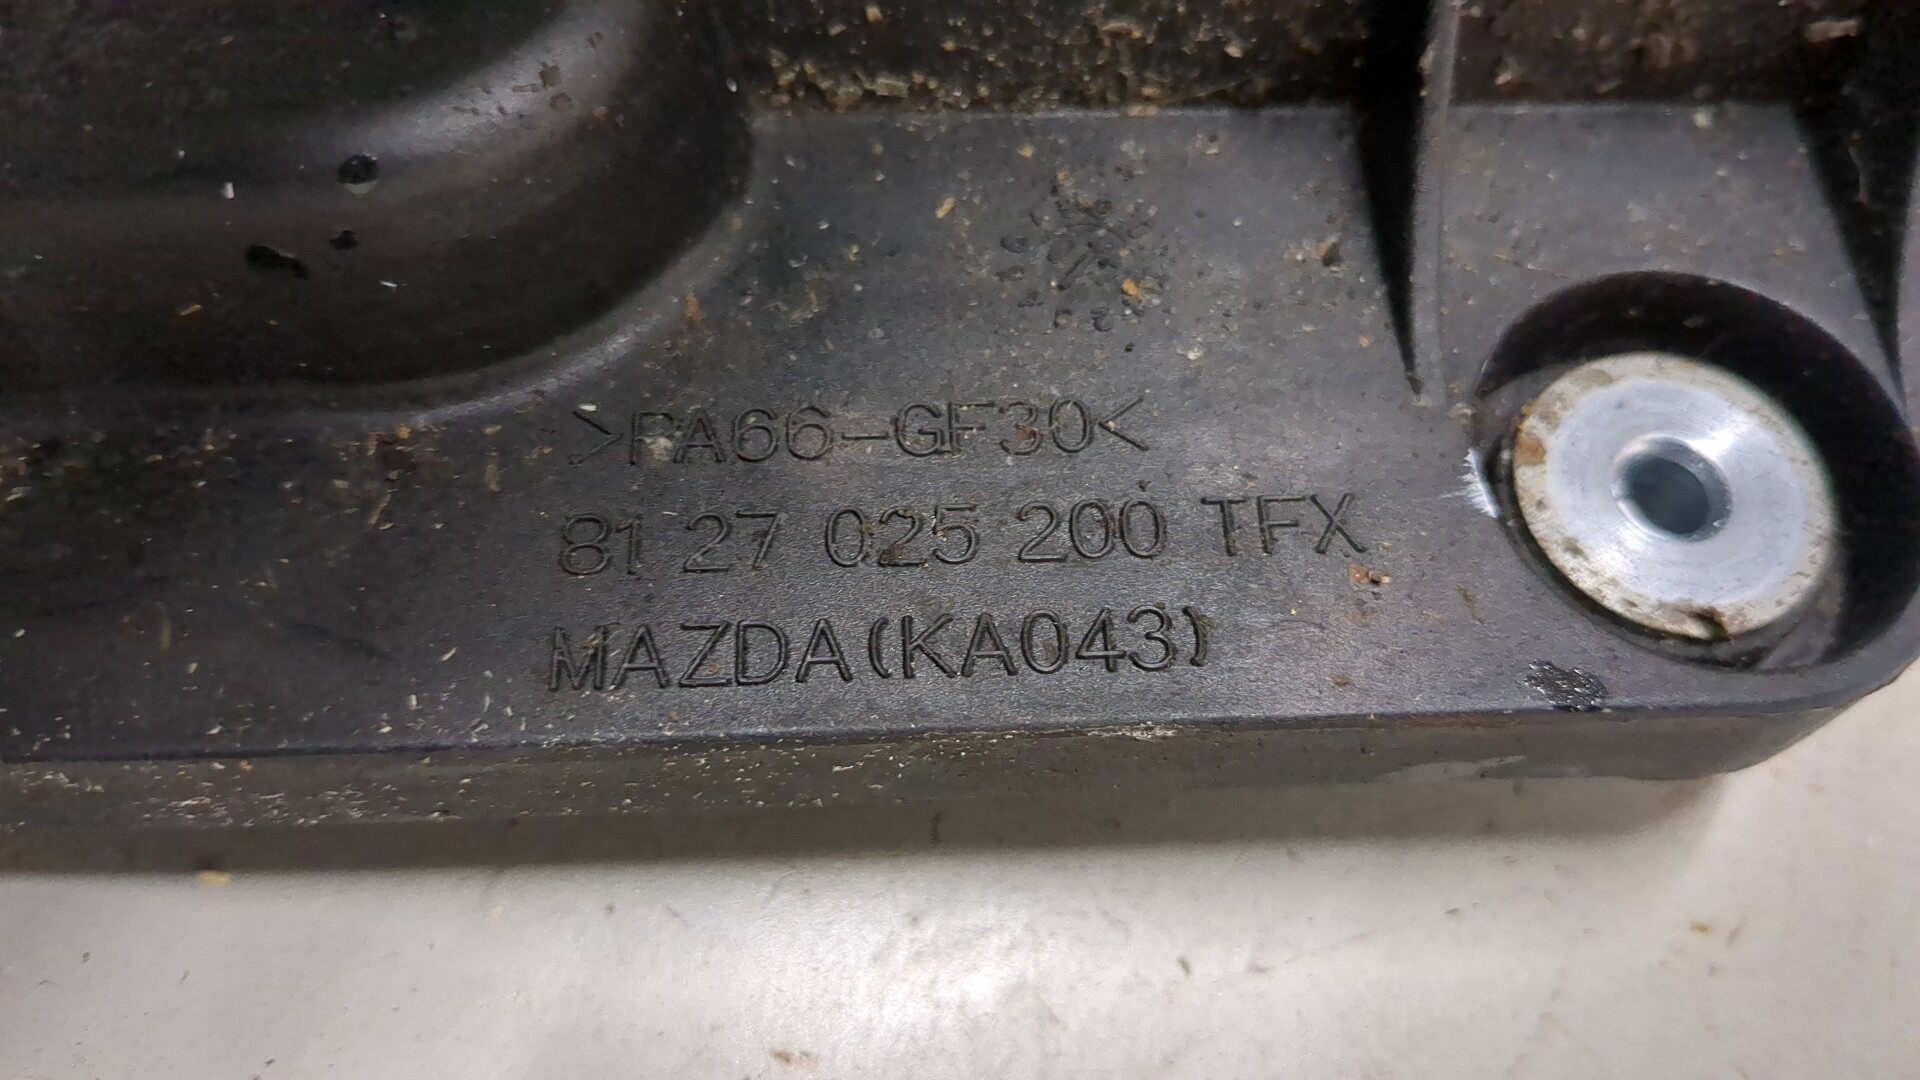 >PA66-GF30<
81 27 025 200 TFX
MAZDA(KA043)